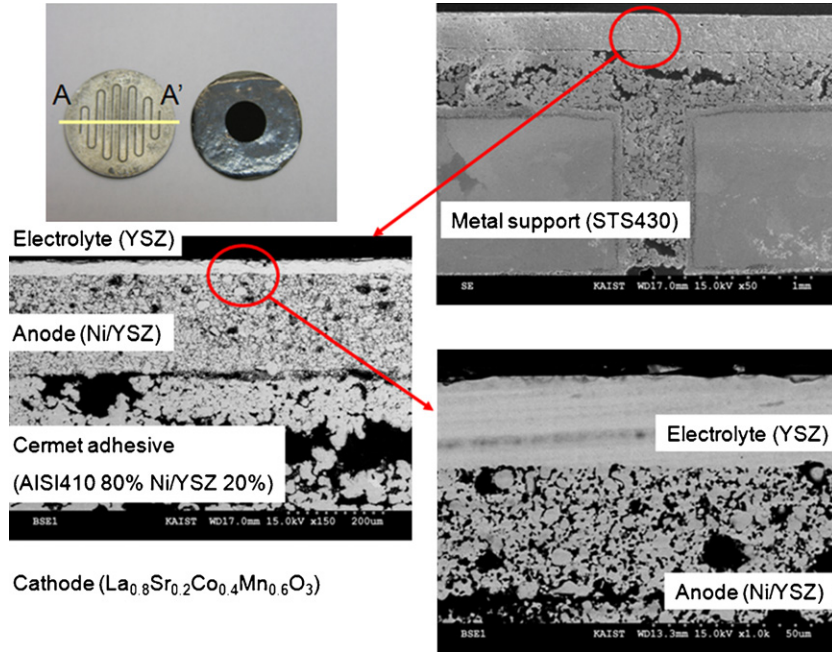 A A'
Metal support (STS430)
SE KAIST WD17.0mm 15.0kV x50 1mm
Electrolyte (YSZ)
Anode (Ni/YSZ)
Cermet adhesive
(AISI410 80% Ni/YSZ 20%)
BSE1 KAIST WD17.0mm 15.0kV x150 200um
Electrolyte (YSZ)
Anode (Ni/YSZ)
BSE1 KAIST WD13.3mm 15.0kV x1.0k 50um
Cathode (La₀.₈Sr₀.₂Co₀.₄Mn₀.₆O₃)